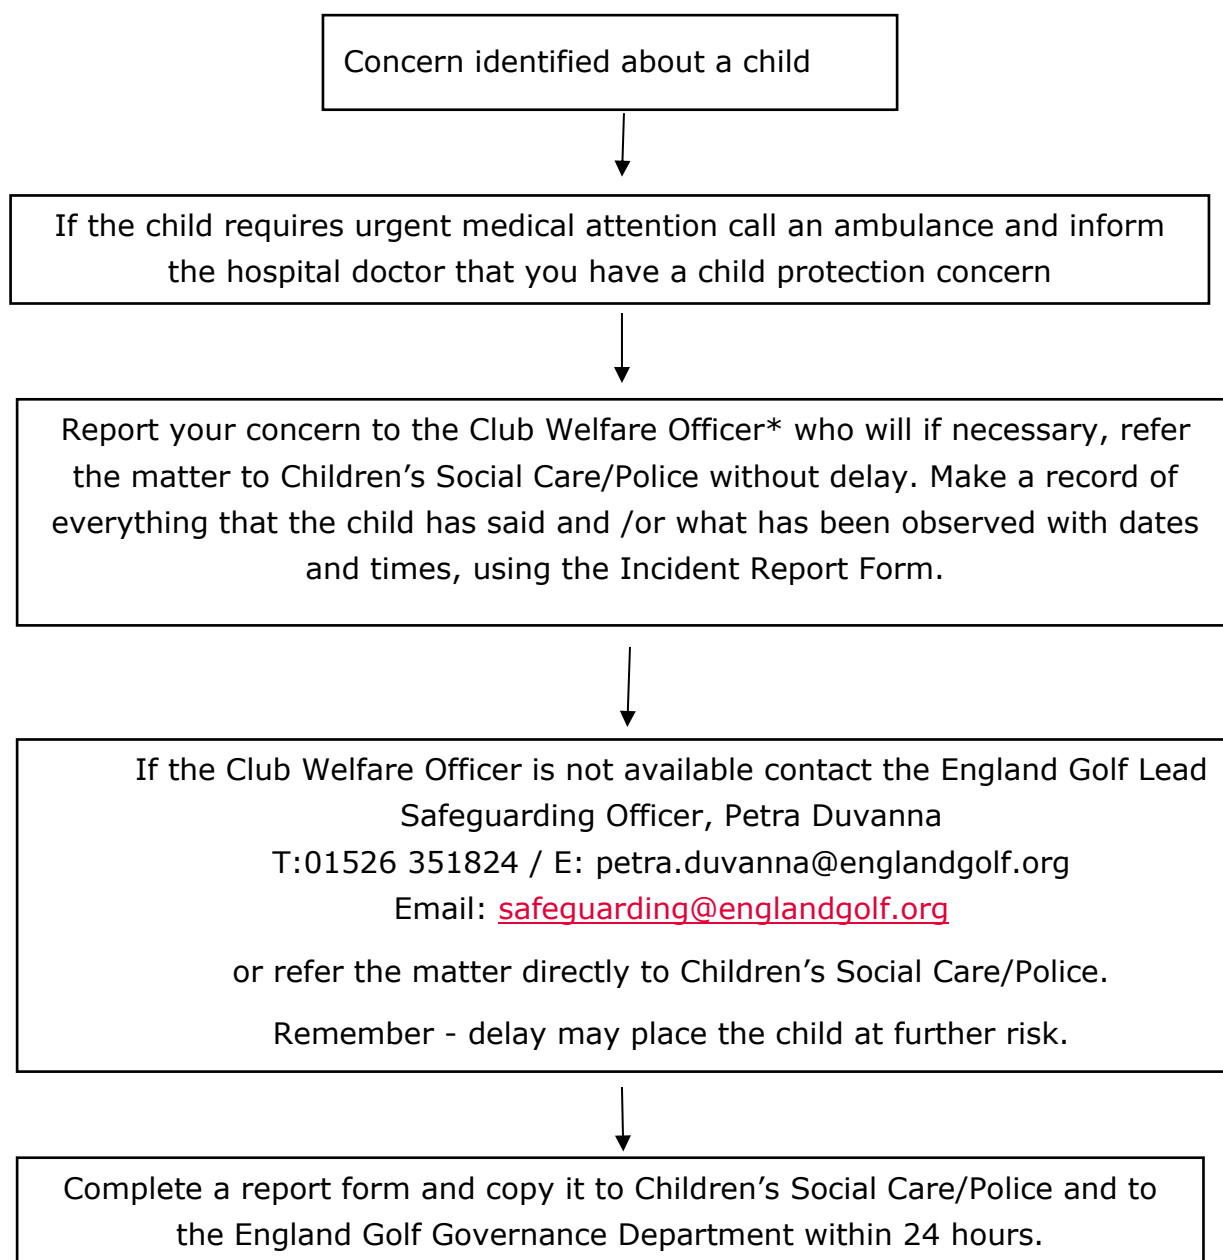 Concern identified about a child
If the child requires urgent medical attention call an ambulance and inform
the hospital doctor that you have a child protection concern
Report your concern to the Club Welfare Officer* who will if necessary, refer
the matter to Children’s Social Care/Police without delay. Make a record of
everything that the child has said and /or what has been observed with dates
and times, using the Incident Report Form.
If the Club Welfare Officer is not available contact the England Golf Lead
Safeguarding Officer, Petra Duvanna
T:01526 351824 / E: petra.duvanna@englandgolf.org
Email: safeguarding@englandgolf.org
or refer the matter directly to Children’s Social Care/Police.
Remember - delay may place the child at further risk.
Complete a report form and copy it to Children’s Social Care/Police and to
the England Golf Governance Department within 24 hours.